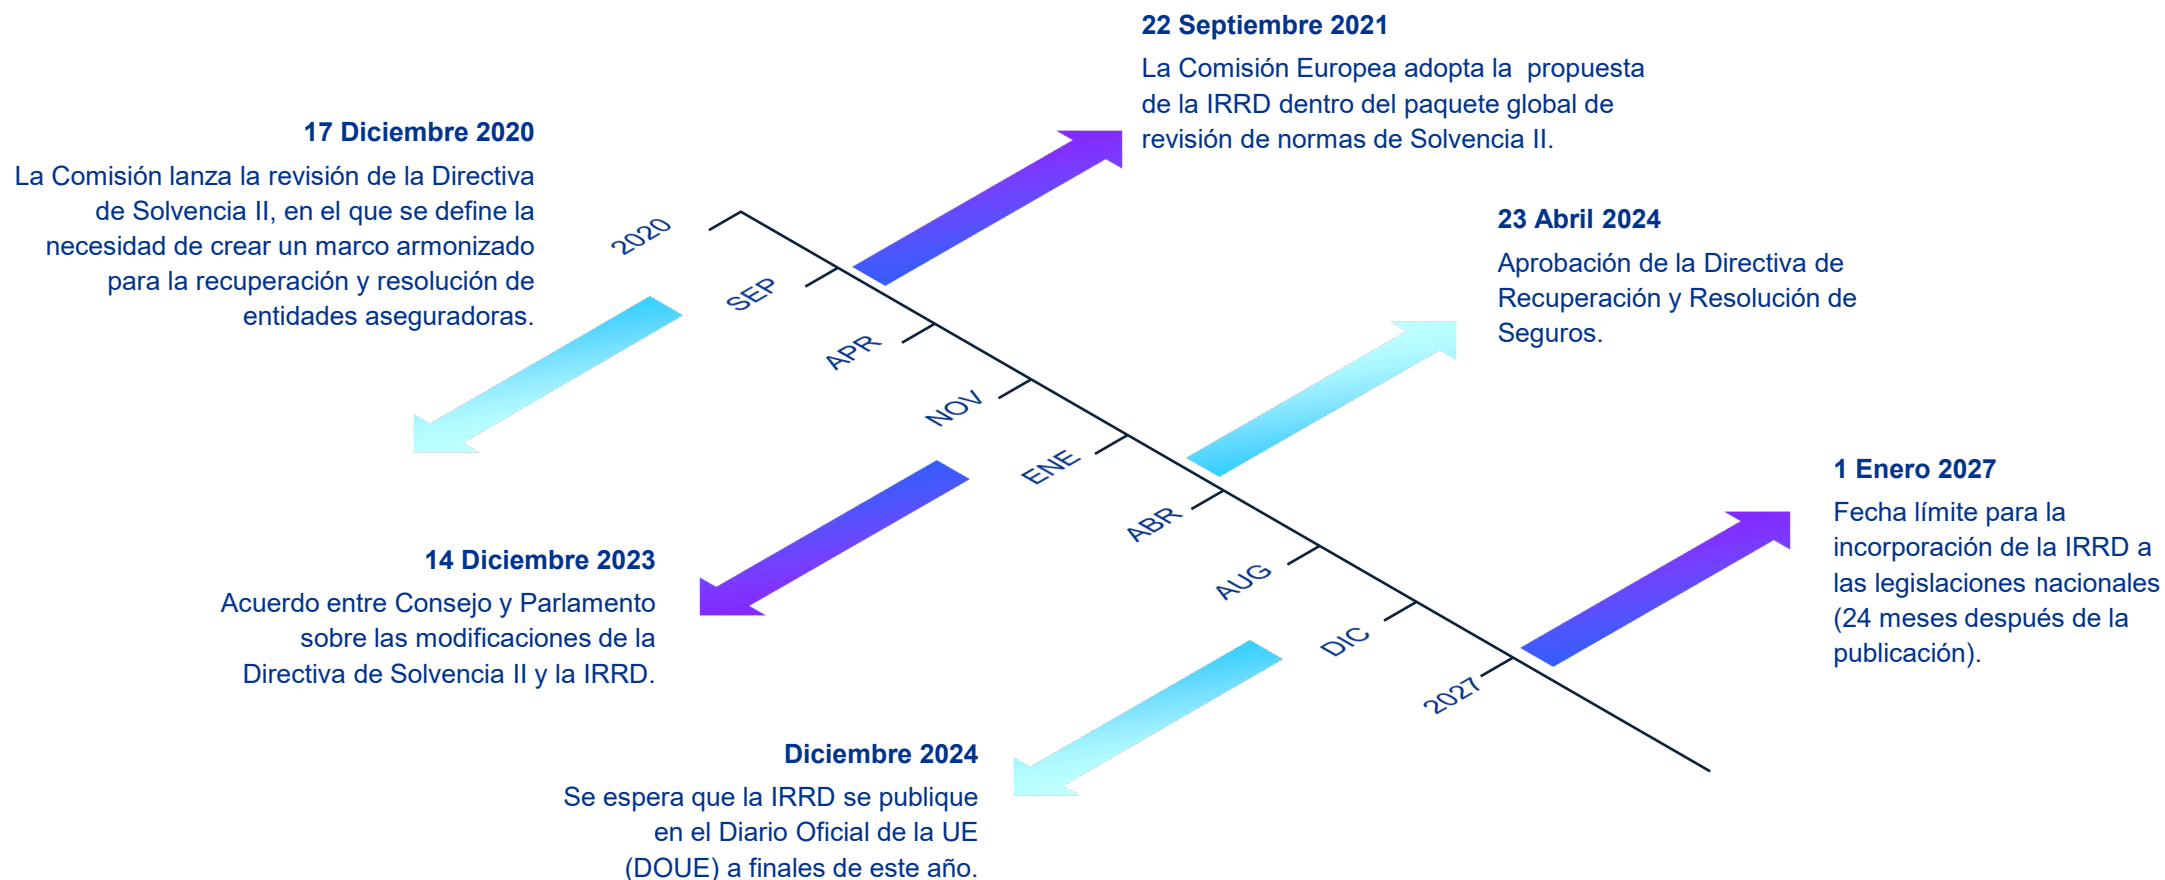 22 Septiembre 2021
La Comisión Europea adopta la  propuesta
de la IRRD dentro del paquete global de
revisión de normas de Solvencia II.
17 Diciembre 2020
La Comisión lanza la revisión de la Directiva
de Solvencia II, en el que se define la
necesidad de crear un marco armonizado
para la recuperación y resolución de
entidades aseguradoras.
23 Abril 2024
Aprobación de la Directiva de
Recuperación y Resolución de
Seguros.
2020
SEP
APR
NOV
ENE
ABR
AUG
DIC
2027
1 Enero 2027
Fecha límite para la
incorporación de la IRRD a
las legislaciones nacionales
(24 meses después de la
publicación).
14 Diciembre 2023
Acuerdo entre Consejo y Parlamento
sobre las modificaciones de la
Directiva de Solvencia II y la IRRD.
Diciembre 2024
Se espera que la IRRD se publique
en el Diario Oficial de la UE
(DOUE) a finales de este año.